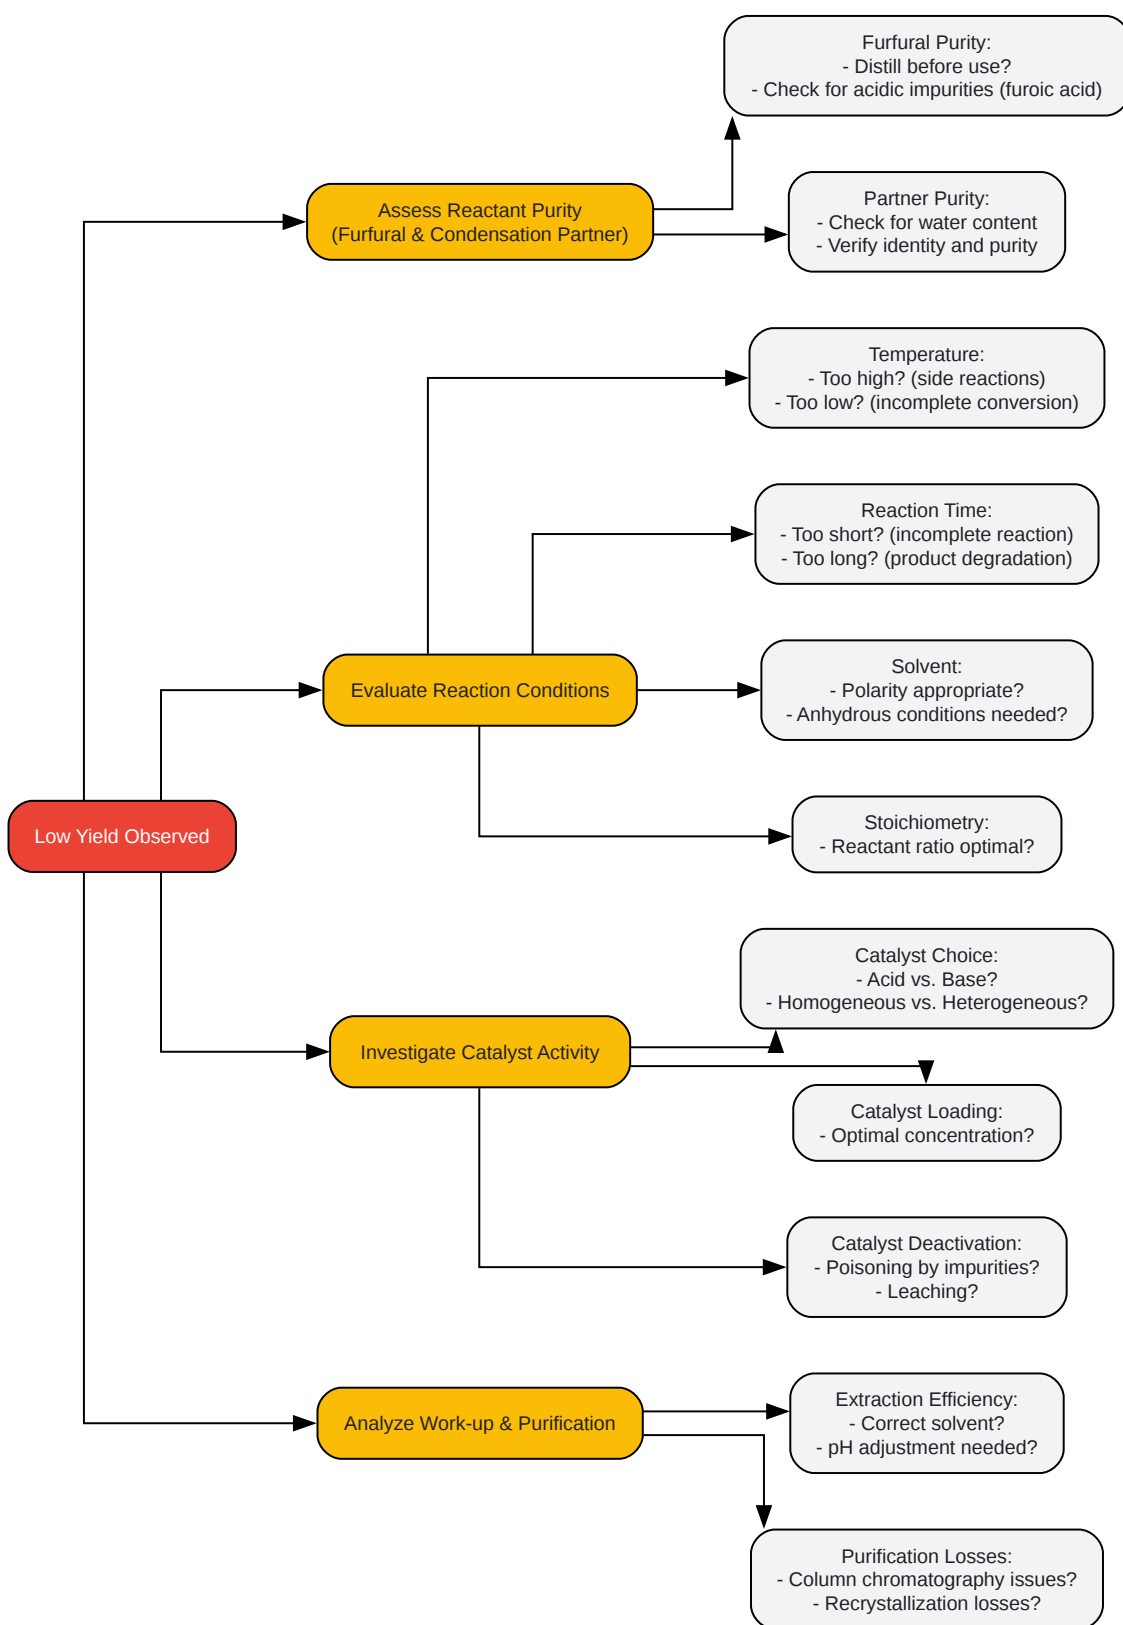 Furfural Purity:
- Distill before use?
- Check for acidic impurities (furoic acid)
Assess Reactant Purity
(Furfural & Condensation Partner)
Partner Purity:
- Check for water content
- Verify identity and purity
Temperature:
- Too high? (side reactions)
- Too low? (incomplete conversion)
Reaction Time:
- Too short? (incomplete reaction)
- Too long? (product degradation)
Evaluate Reaction Conditions
Solvent:
- Polarity appropriate?
- Anhydrous conditions needed?
Low Yield Observed
Stoichiometry:
- Reactant ratio optimal?
Catalyst Choice:
- Acid vs. Base?
- Homogeneous vs. Heterogeneous?
Investigate Catalyst Activity
Catalyst Loading:
- Optimal concentration?
Catalyst Deactivation:
- Poisoning by impurities?
- Leaching?
Analyze Work-up & Purification
Extraction Efficiency:
- Correct solvent?
- pH adjustment needed?
Purification Losses:
- Column chromatography issues?
- Recrystallization losses?